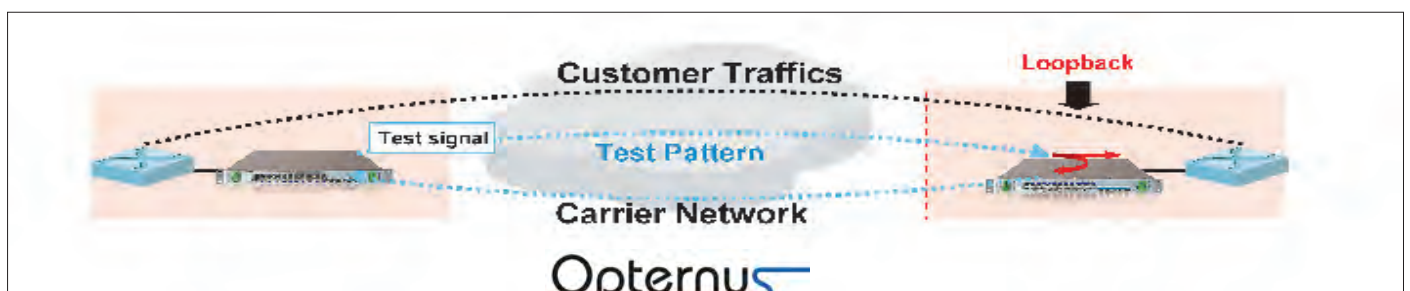 Loopback
Customer Traffics
Test signal
Test Pattern
Carrier Network
Opternus